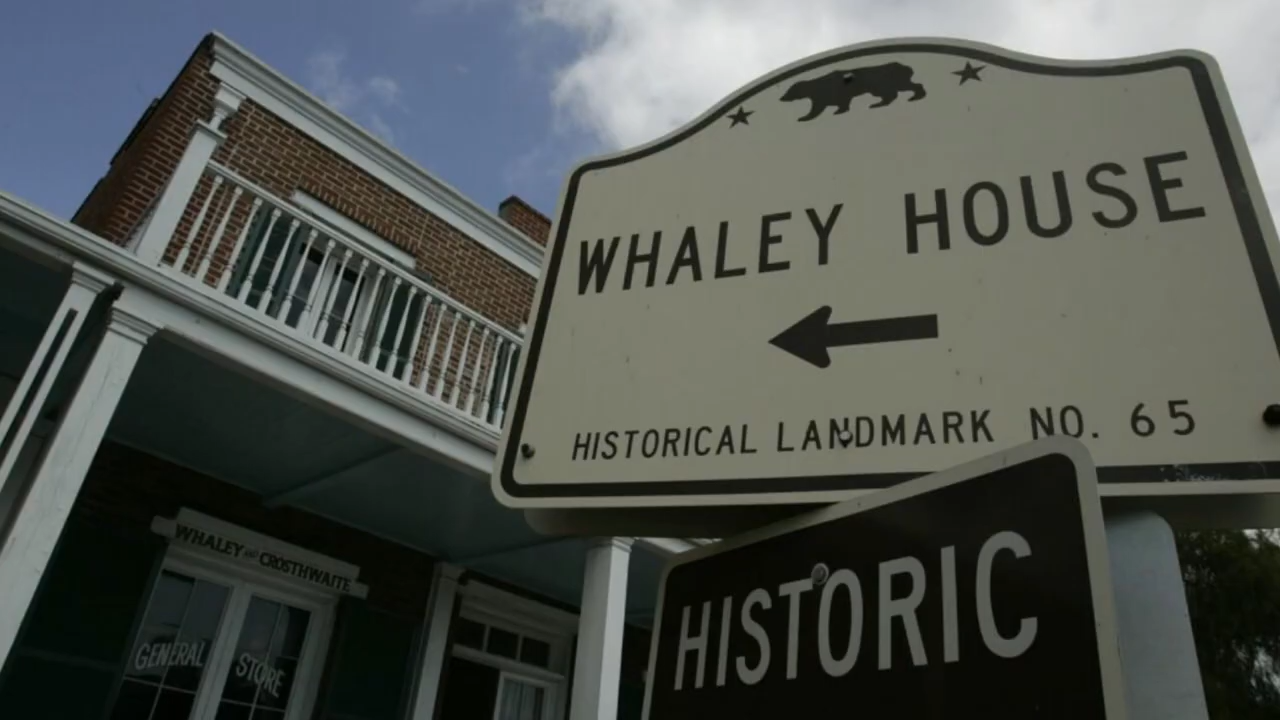 WHALEY HOUSE
HISTORICAL LANDMARK NO. 65
HISTORIC
WHALEY AND CROSTHWAITE
GENERAL STORE